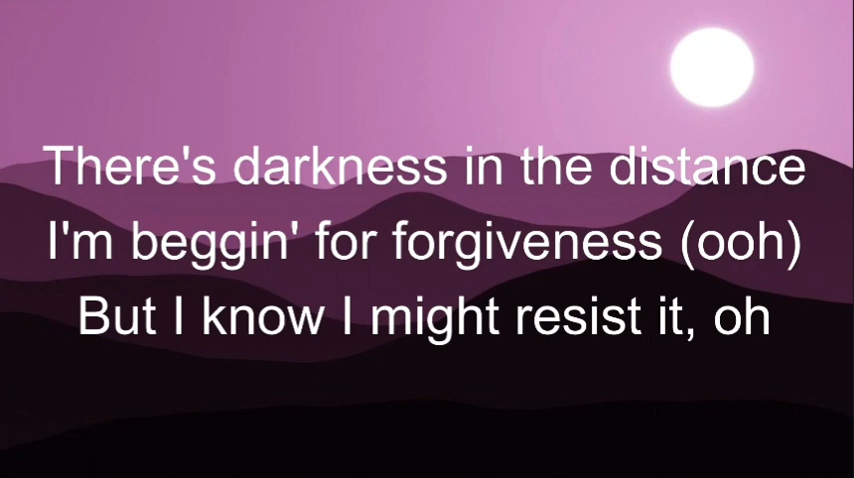 There's darkness in the distance
I'm beggin' for forgiveness (ooh)
But I know I might resist it, oh